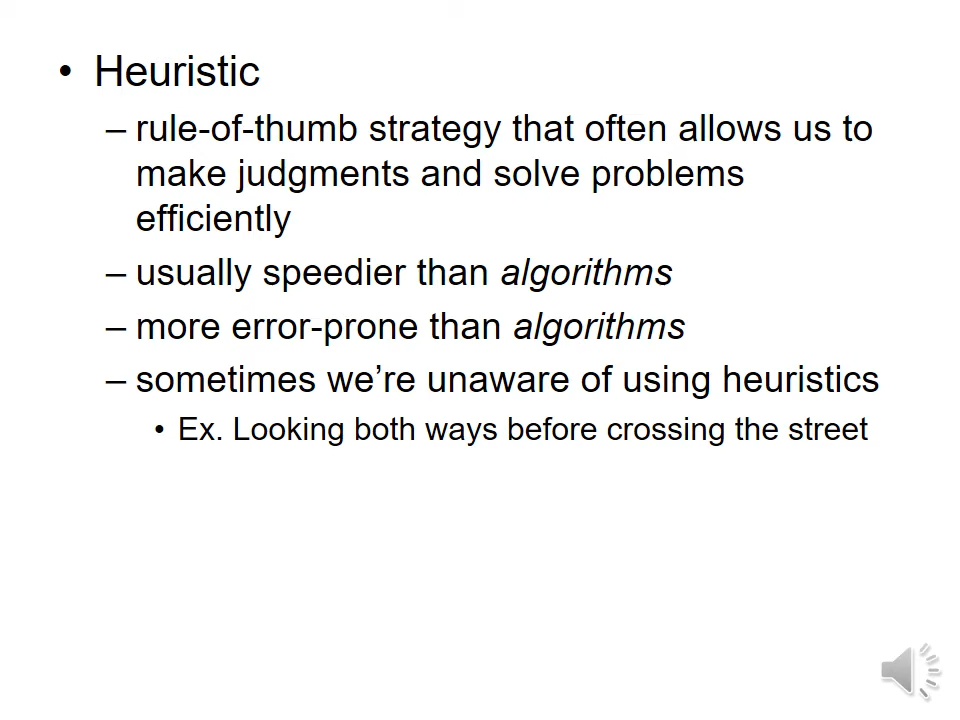 • Heuristic
– rule-of-thumb strategy that often allows us to
make judgments and solve problems
efficiently
– usually speedier than algorithms
– more error-prone than algorithms
– sometimes we’re unaware of using heuristics
• Ex. Looking both ways before crossing the street